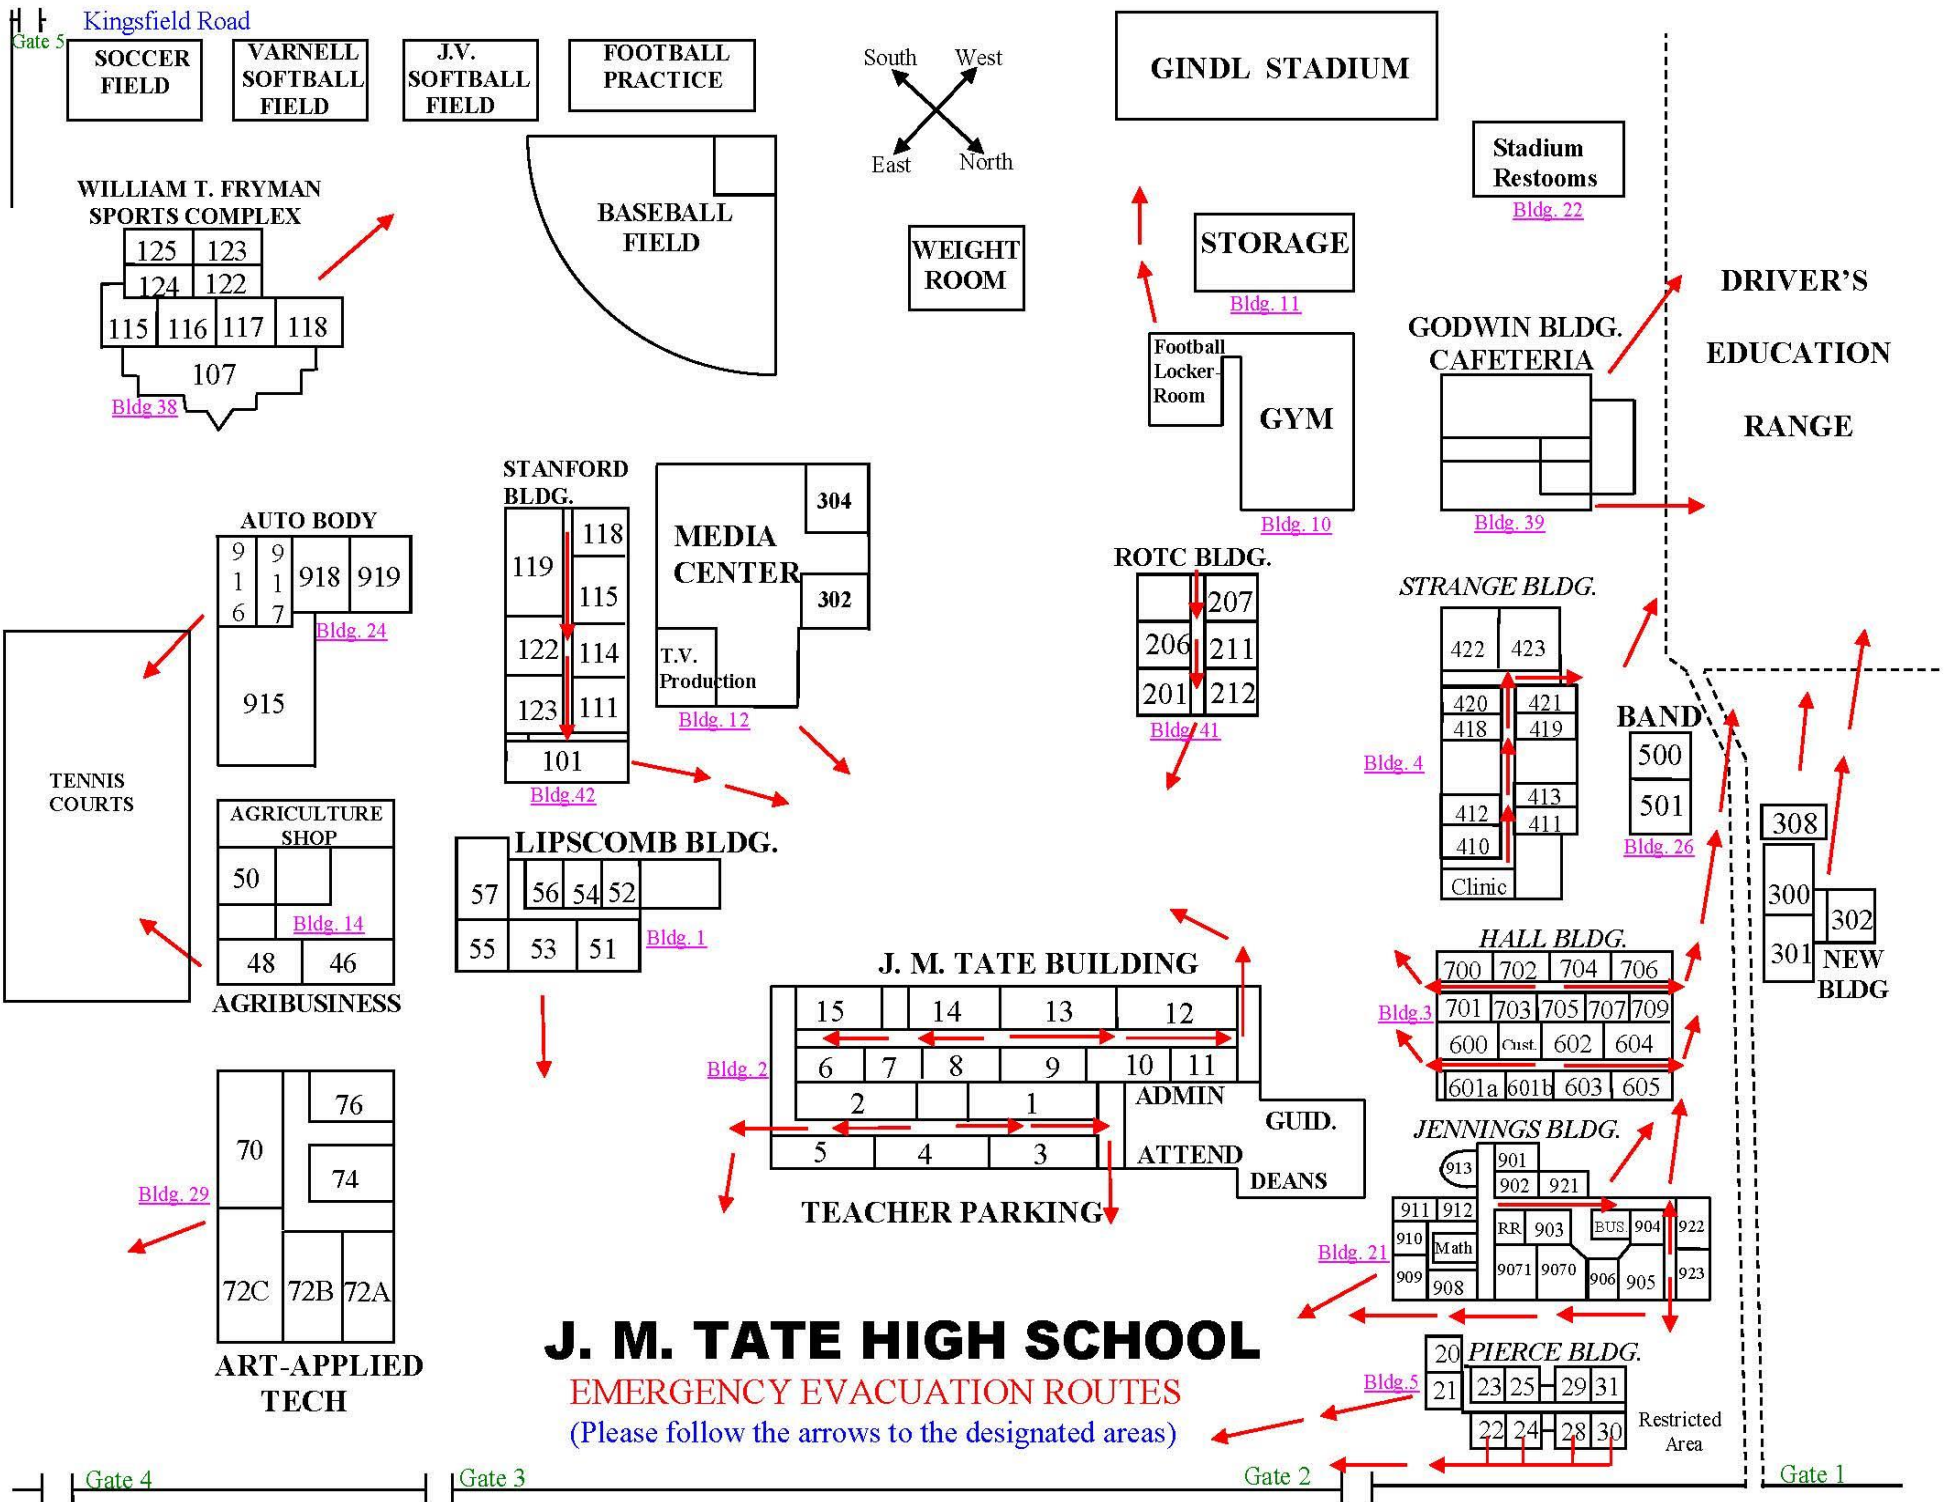 Kingsfield Road
Gate 5
SOCCER
FIELD
VARNELL
SOFTBALL
FIELD
J.V.
SOFTBALL
FIELD
FOOTBALL
PRACTICE
South
West
East
North
GINDL STADIUM
Stadium
Restooms
Bldg. 22
WILLIAM T. FRYMAN
SPORTS COMPLEX
125
123
124
122
115
116
117
118
107
Bldg 38
BASEBALL
FIELD
WEIGHT
ROOM
STORAGE
Bldg. 11
Football
Locker-
Room
GYM
Bldg. 10
GODWIN BLDG.
CAFETERIA
Bldg. 39
DRIVER'S
EDUCATION
RANGE
STANFORD
BLDG.
119
118
115
122
114
123
111
101
Bldg.42
MEDIA
CENTER
304
302
T.V.
Production
Bldg. 12
AUTO BODY
916
917
918
919
Bldg. 24
915
TENNIS
COURTS
ROTC BLDG.
207
206
211
201
212
Bldg. 41
STRANGE BLDG.
422
423
420
421
418
419
Bldg. 4
413
412
411
410
Clinic
BAND
500
501
Bldg. 26
308
300
302
301
NEW
BLDG
AGRICULTURE
SHOP
50
Bldg. 14
48
46
AGRIBUSINESS
LIPSCOMB BLDG.
57
56
54
52
55
53
51
Bldg. 1
J. M. TATE BUILDING
15
14
13
12
Bldg. 2
6
7
8
9
10
11
2
1
ADMIN
GUID.
5
4
3
ATTEND
DEANS
TEACHER PARKING
HALL BLDG.
700
702
704
706
Bldg.3
701
703
705
707
709
600
Cust.
602
604
601a
601b
603
605
JENNINGS BLDG.
913
901
902
921
911
912
RR
903
BUS.
904
922
910
Math
Bldg. 21
909
908
9071
9070
906
905
923
76
70
74
Bldg. 29
72C
72B
72A
ART-APPLIED
TECH
J. M. TATE HIGH SCHOOL
EMERGENCY EVACUATION ROUTES
(Please follow the arrows to the designated areas)
20
PIERCE BLDG.
Bldg.5
21
23
25
29
31
22
24
28
30
Restricted
Area
Gate 4
Gate 3
Gate 2
Gate 1